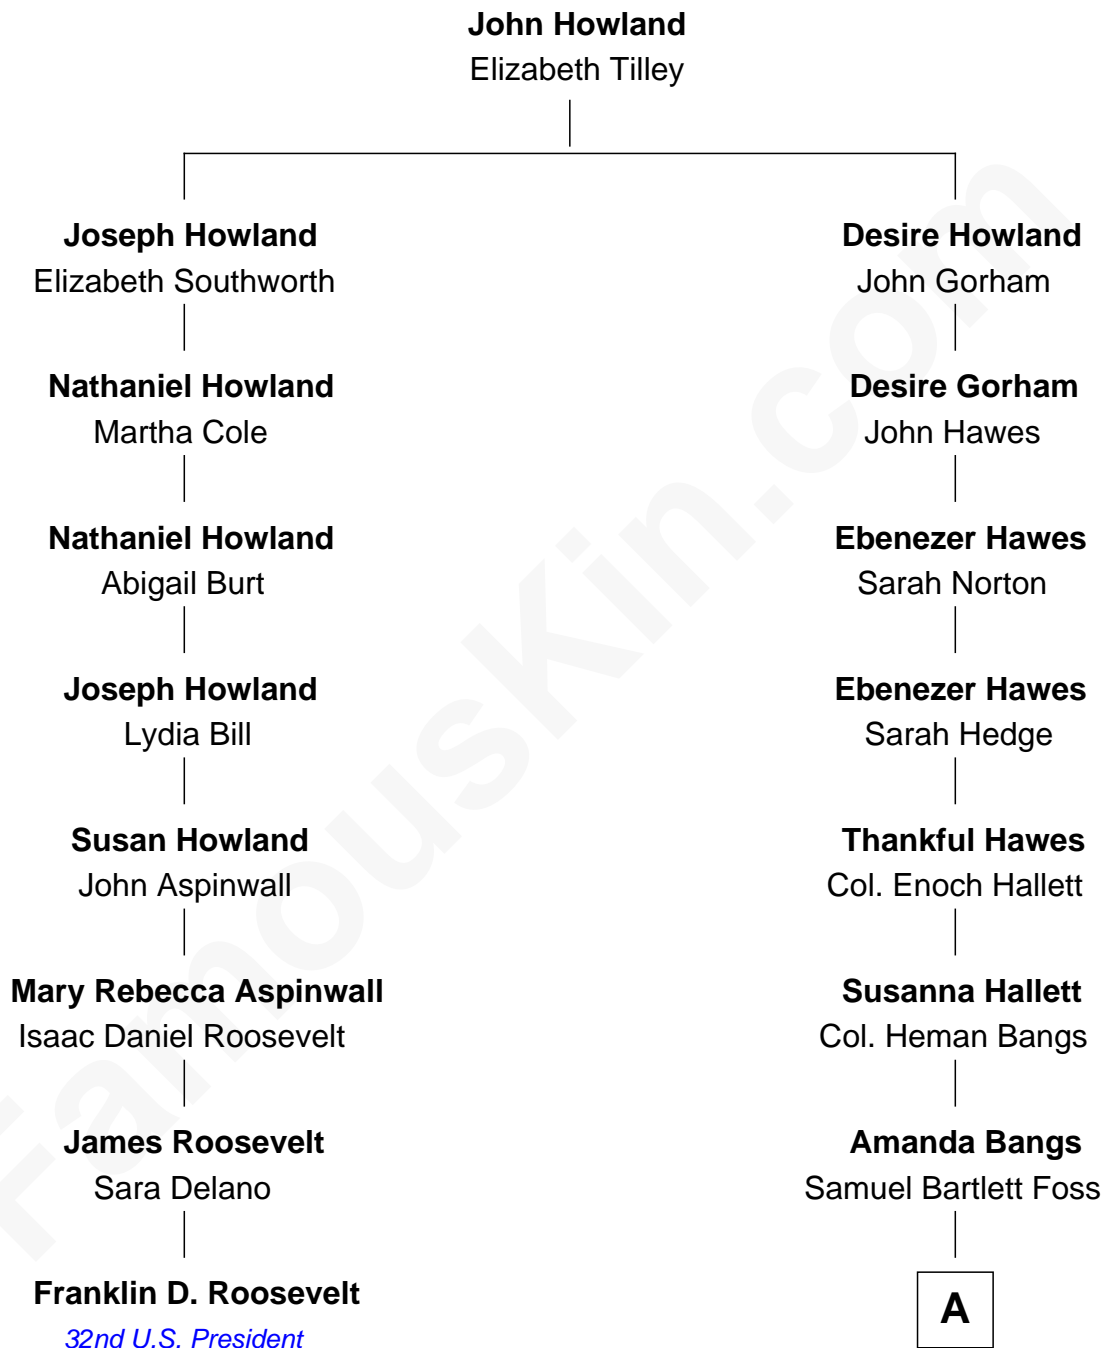 John Howland
Elizabeth Tilley
Joseph Howland
Elizabeth Southworth
Nathaniel Howland
Martha Cole
Nathaniel Howland
Abigail Burt
Joseph Howland
Lydia Bill
Susan Howland
John Aspinwall
Mary Rebecca Aspinwall
Isaac Daniel Roosevelt
James Roosevelt
Sara Delano
Franklin D. Roosevelt
32nd U.S. President
Desire Howland
John Gorham
Desire Gorham
John Hawes
Ebenezer Hawes
Sarah Norton
Ebenezer Hawes
Sarah Hedge
Thankful Hawes
Col. Enoch Hallett
Susanna Hallett
Col. Heman Bangs
Amanda Bangs
Samuel Bartlett Foss
A
FamousKin.com